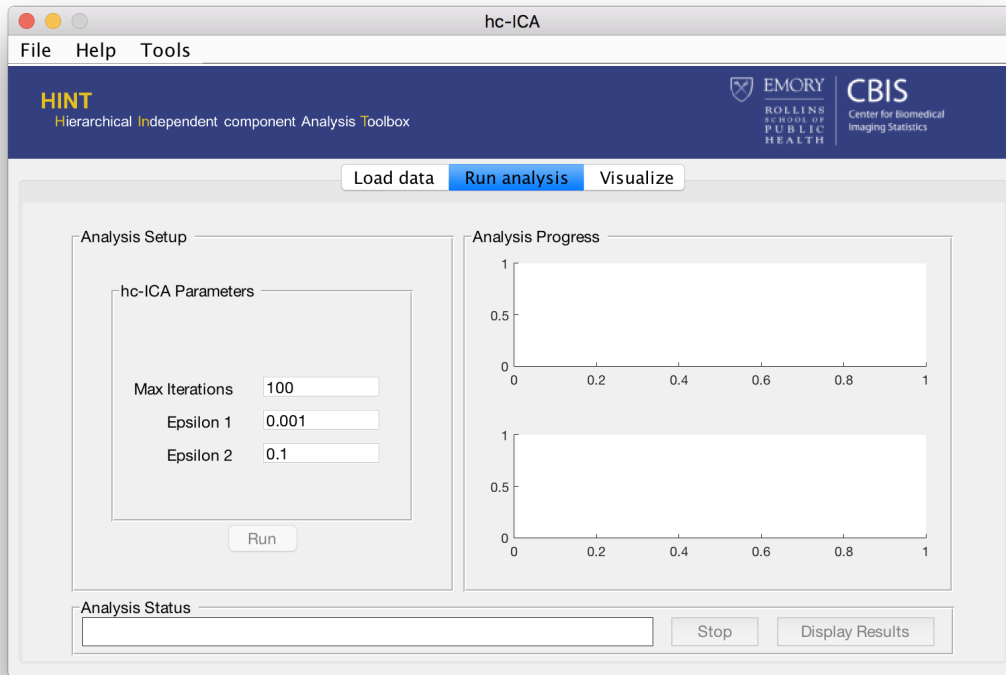 hc-ICA
File Help Tools
HINT
Hierarchical Independent component Analysis Toolbox
EMORY
ROLLINS
SCHOOL OF
PUBLIC
HEALTH
CBIS
Center for Biomedical
Imaging Statistics
Load data Run analysis Visualize
Analysis Setup
hc-ICA Parameters
Max Iterations 100
Epsilon 1 0.001
Epsilon 2 0.1
Run
Analysis Progress
1
0.5
0
0 0.2 0.4 0.6 0.8 1
1
0.5
0
0 0.2 0.4 0.6 0.8 1
Analysis Status
Stop Display Results